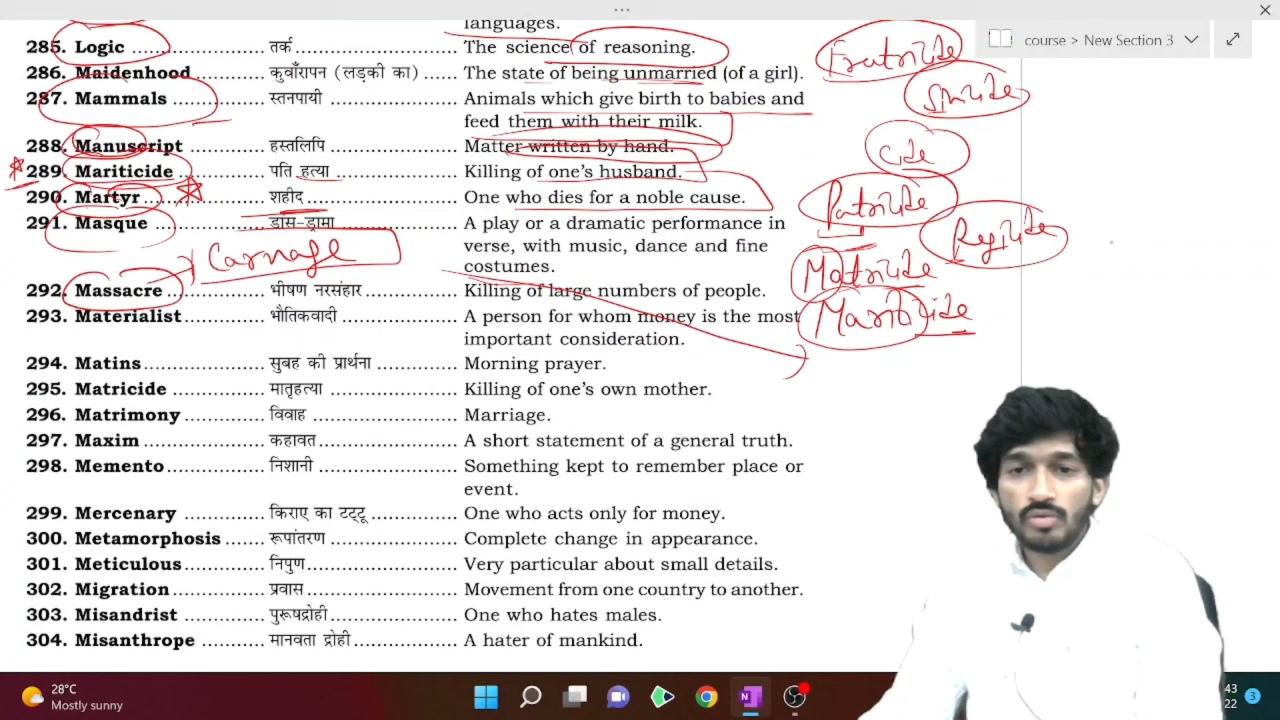 languages.
285. Logic ........................ तर्क ............................ The science of reasoning.
286. Maidenhood ............ कुवाँरापन (लड़की का) ...... The state of being unmarried (of a girl).
287. Mammals ................ स्तनपायी ...................... Animals which give birth to babies and
feed them with their milk.
288. Manuscript ............. हस्तलिपि ....................... Matter written by hand.
289. Mariticide ............... पति हत्या ..................... Killing of one's husband.
290. Martyr ..................... शहीद ........................... One who dies for a noble cause.
291. Masque .................... डांस-ड्रामा ..................... A play or a dramatic performance in
verse, with music, dance and fine
costumes.
292. Massacre ................. भीषण नरसंहार ............... Killing of large numbers of people.
293. Materialist .............. भौतिकवादी .................... A person for whom money is the most
important consideration.
294. Matins ..................... सुबह की प्रार्थना ............. Morning prayer.
295. Matricide ................ मातृहत्या ...................... Killing of one's own mother.
296. Matrimony .............. विवाह ........................... Marriage.
297. Maxim ..................... कहावत ......................... A short statement of a general truth.
298. Memento ................. निशानी ......................... Something kept to remember place or
event.
299. Mercenary ............... किराए का टट्टू ................ One who acts only for money.
300. Metamorphosis ....... रूपांतरण ....................... Complete change in appearance.
301. Meticulous .............. निपुण ........................... Very particular about small details.
302. Migration ................ प्रवास ........................... Movement from one country to another.
303. Misandrist .............. पुरूषद्रोही ...................... One who hates males.
304. Misanthrope ........... मानवता द्रोही ................. A hater of mankind.
Carnage
cide
Patricide
Regicide
Matricide
Mariticide
course > New Section 3
28°C
Mostly sunny
43
22
3